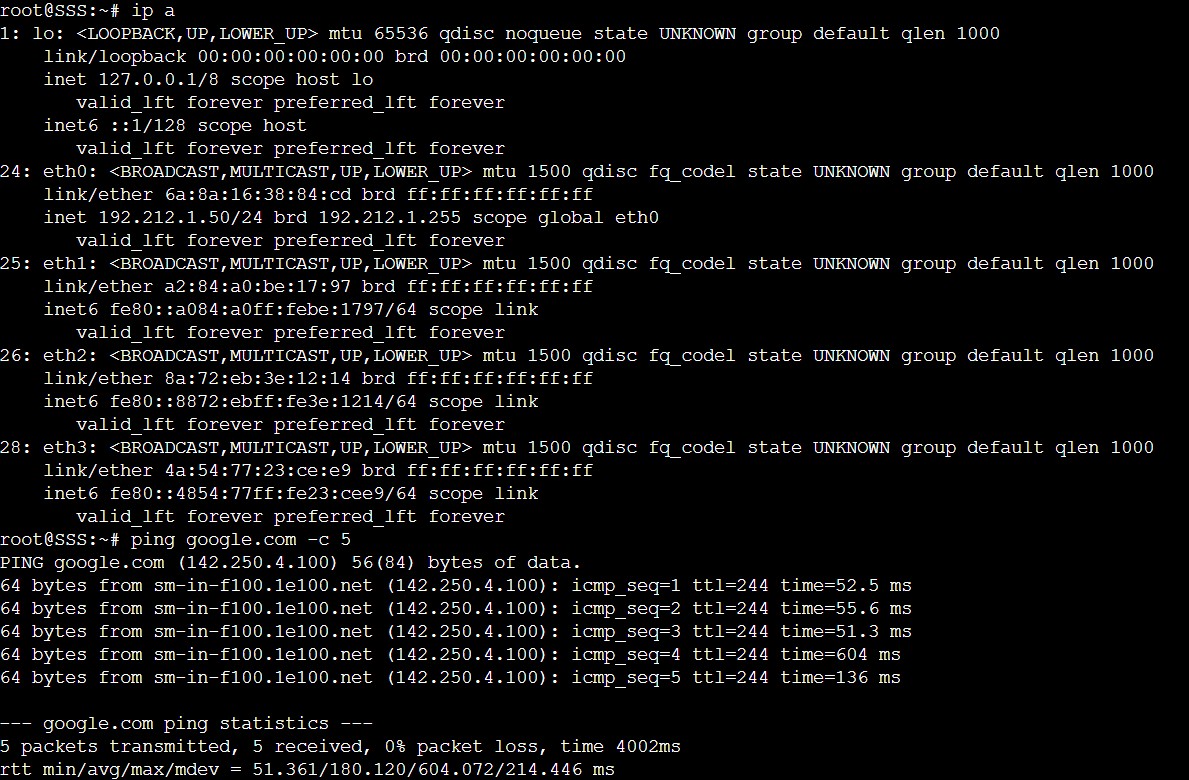 root@SSS:~# ip a
1: lo: <LOOPBACK,UP,LOWER_UP> mtu 65536 qdisc noqueue state UNKNOWN group default qlen 1000
    link/loopback 00:00:00:00:00:00 brd 00:00:00:00:00:00
    inet 127.0.0.1/8 scope host lo
       valid_lft forever preferred_lft forever
    inet6 ::1/128 scope host
       valid_lft forever preferred_lft forever
24: eth0: <BROADCAST,MULTICAST,UP,LOWER_UP> mtu 1500 qdisc fq_codel state UNKNOWN group default qlen 1000
    link/ether 6a:8a:16:38:84:cd brd ff:ff:ff:ff:ff:ff
    inet 192.212.1.50/24 brd 192.212.1.255 scope global eth0
       valid_lft forever preferred_lft forever
25: eth1: <BROADCAST,MULTICAST,UP,LOWER_UP> mtu 1500 qdisc fq_codel state UNKNOWN group default qlen 1000
    link/ether a2:84:a0:be:17:97 brd ff:ff:ff:ff:ff:ff
    inet6 fe80::a084:a0ff:febe:1797/64 scope link
       valid_lft forever preferred_lft forever
26: eth2: <BROADCAST,MULTICAST,UP,LOWER_UP> mtu 1500 qdisc fq_codel state UNKNOWN group default qlen 1000
    link/ether 8a:72:eb:3e:12:14 brd ff:ff:ff:ff:ff:ff
    inet6 fe80::8872:ebff:fe3e:1214/64 scope link
       valid_lft forever preferred_lft forever
28: eth3: <BROADCAST,MULTICAST,UP,LOWER_UP> mtu 1500 qdisc fq_codel state UNKNOWN group default qlen 1000
    link/ether 4a:54:77:23:ce:e9 brd ff:ff:ff:ff:ff:ff
    inet6 fe80::4854:77ff:fe23:cee9/64 scope link
       valid_lft forever preferred_lft forever
root@SSS:~# ping google.com -c 5
PING google.com (142.250.4.100) 56(84) bytes of data.
64 bytes from sm-in-f100.1e100.net (142.250.4.100): icmp_seq=1 ttl=244 time=52.5 ms
64 bytes from sm-in-f100.1e100.net (142.250.4.100): icmp_seq=2 ttl=244 time=55.6 ms
64 bytes from sm-in-f100.1e100.net (142.250.4.100): icmp_seq=3 ttl=244 time=51.3 ms
64 bytes from sm-in-f100.1e100.net (142.250.4.100): icmp_seq=4 ttl=244 time=604 ms
64 bytes from sm-in-f100.1e100.net (142.250.4.100): icmp_seq=5 ttl=244 time=136 ms

--- google.com ping statistics ---
5 packets transmitted, 5 received, 0% packet loss, time 4002ms
rtt min/avg/max/mdev = 51.361/180.120/604.072/214.446 ms